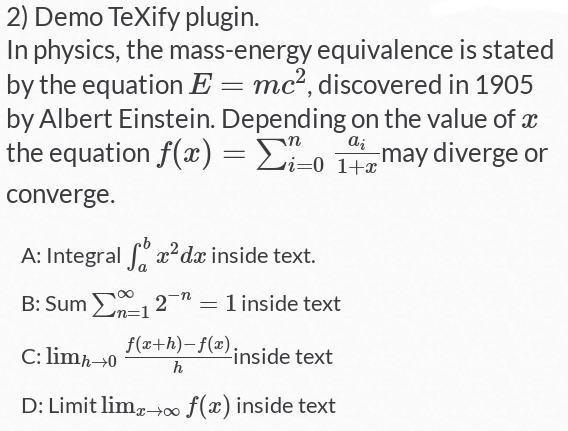 2) Demo TeXify plugin.
In physics, the mass-energy equivalence is stated
by the equation $E = mc^2$, discovered in 1905
by Albert Einstein. Depending on the value of $x$
the equation $f(x) = \sum_{i=0}^{n} \frac{a_i}{1+x}$ may diverge or
converge.
A: Integral $\int_a^b x^2 dx$ inside text.
B: Sum $\sum_{n=1}^{\infty} 2^{-n} = 1$ inside text
C: $\lim_{h \to 0} \frac{f(x+h)-f(x)}{h}$ inside text
D: Limit $\lim_{x \to \infty} f(x)$ inside text